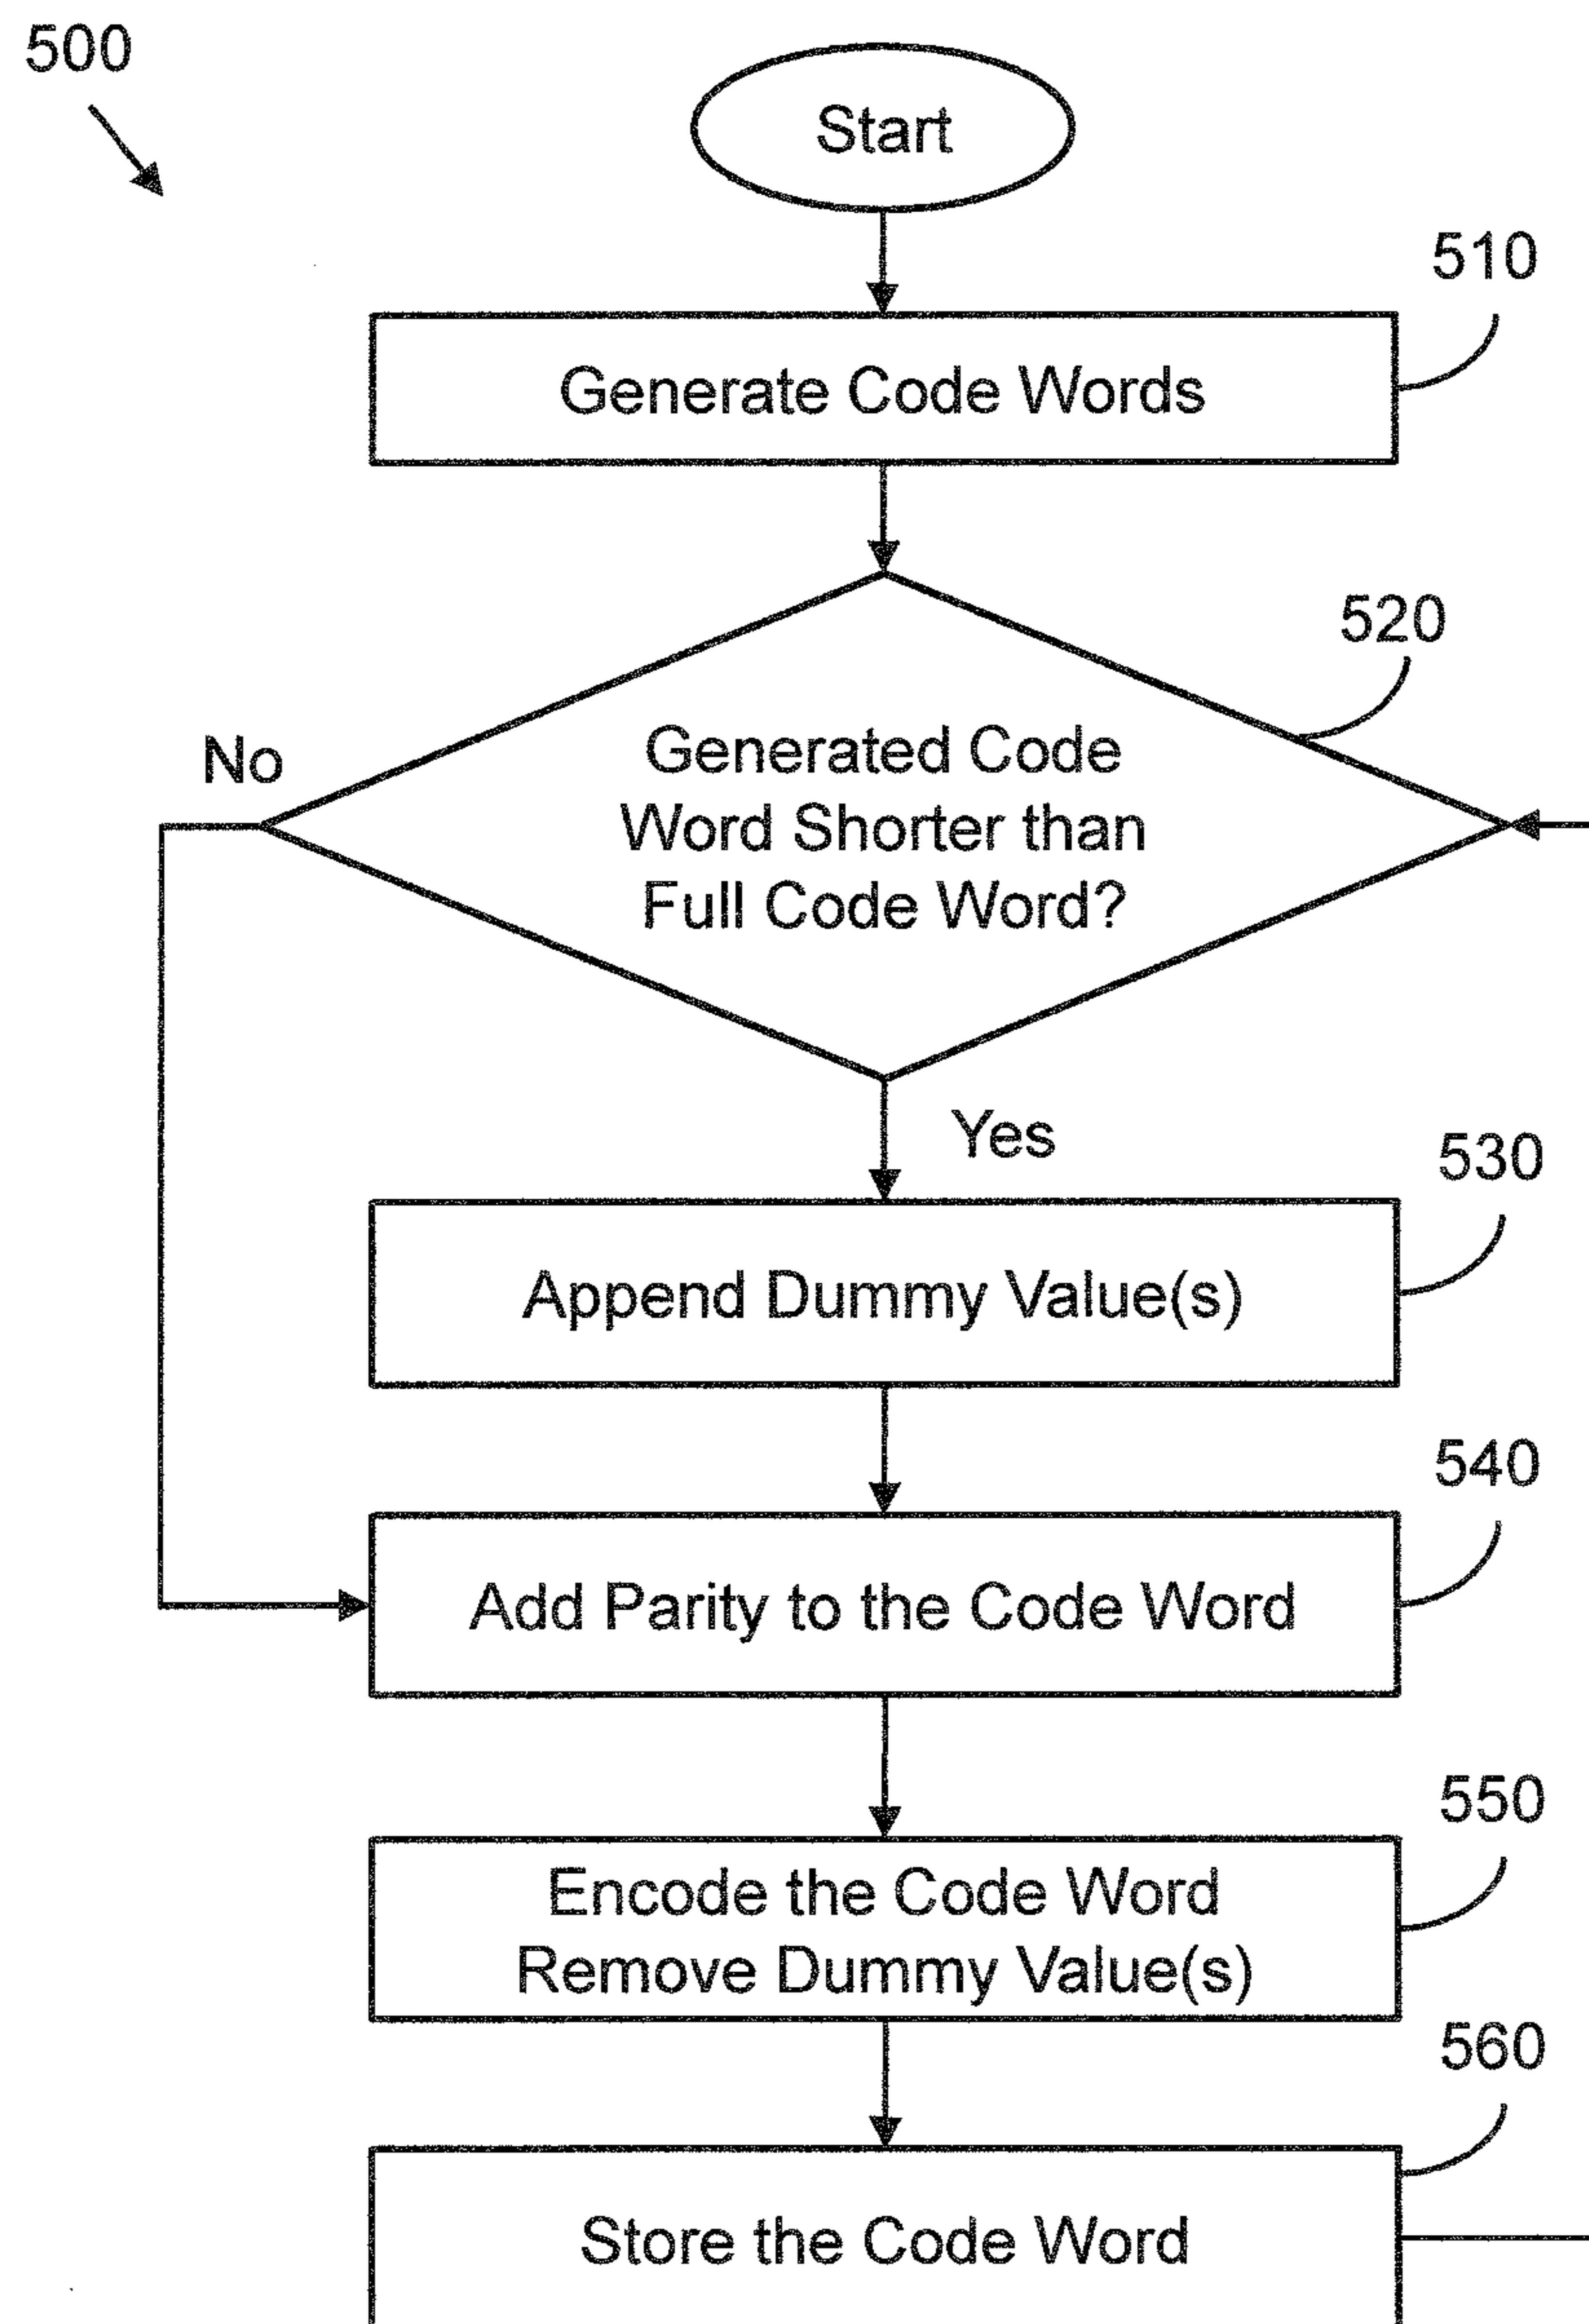 500
Start
510
Generate Code Words
520
No
Generated Code
Word Shorter than
Full Code Word?
Yes
530
Append Dummy Value(s)
540
Add Parity to the Code Word
550
Encode the Code Word
Remove Dummy Value(s)
560
Store the Code Word